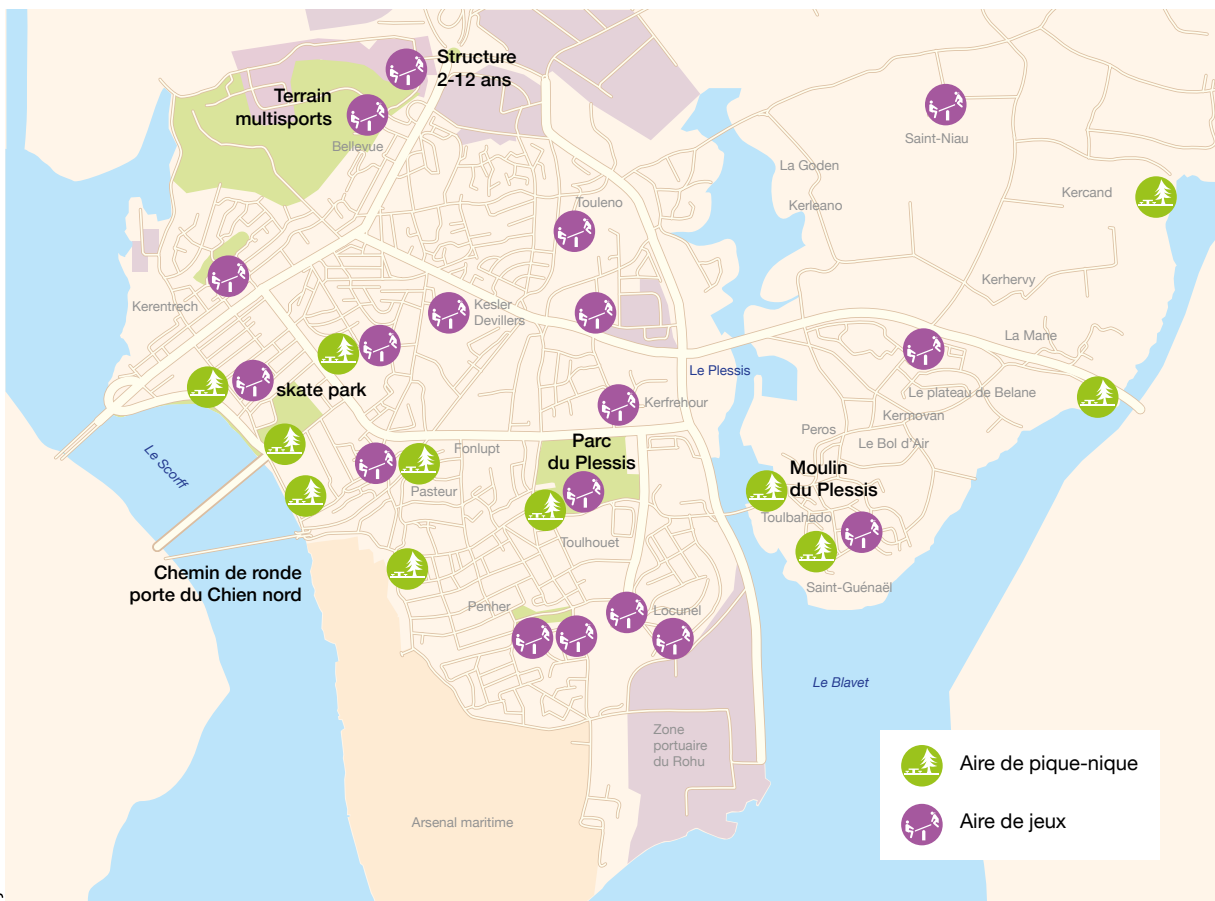 Structure
2-12 ans
Terrain
multisports
Bellevue
Saint-Niau
La Goden
Kercand
Touleno
Kerleano
Kerhervy
Kerentrech
Kesler
Devillers
La Mane
Le Plessis
skate park
Le plateau de Belane
Kerfrehour
Kermovan
Peros
Le Bol d'Air
Fonlupt
Parc
du Plessis
Le Scorff
Moulin
du Plessis
Pasteur
Toulbahado
Toulhouet
Chemin de ronde
porte du Chien nord
Saint-Guénaël
Penher
Locunel
Le Blavet
Zone
portuaire
du Rohu
Aire de pique-nique
Arsenal maritime
Aire de jeux